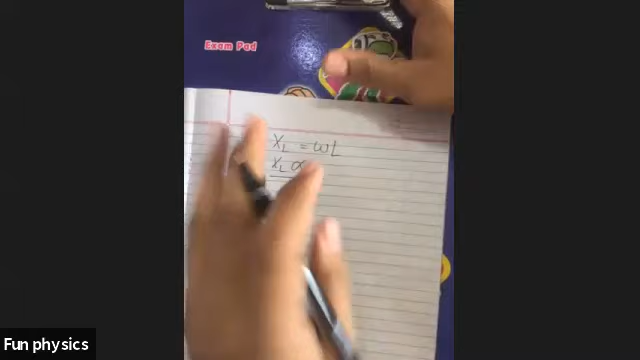 Exam Pad
X_L = ωL
X_L ∝
Fun physics